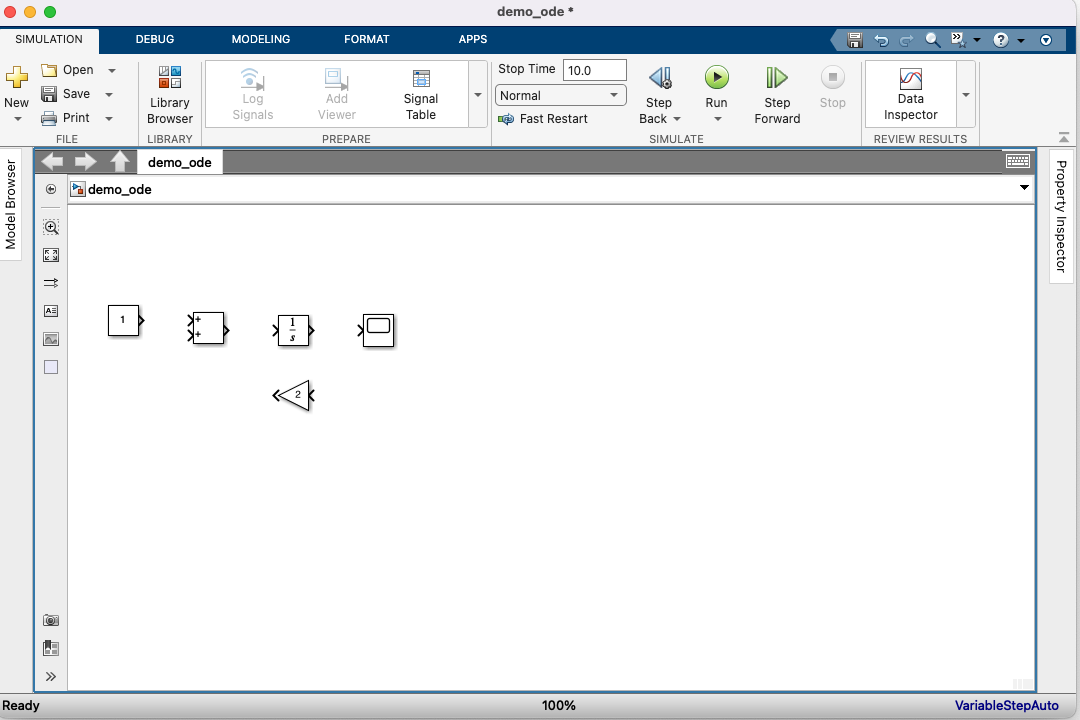 demo_ode *
SIMULATION DEBUG MODELING FORMAT APPS
New
Open
Save
Print
FILE
Library
Browser
LIBRARY
Log
Signals
Add
Viewer
Signal
Table
PREPARE
Stop Time 10.0
Normal
Fast Restart
Step
Back
Run
Step
Forward
Stop
SIMULATE
Data
Inspector
REVIEW RESULTS
Model Browser
demo_ode
demo_ode
Property Inspector
1
+
+
1
s
2
Ready 100% VariableStepAuto